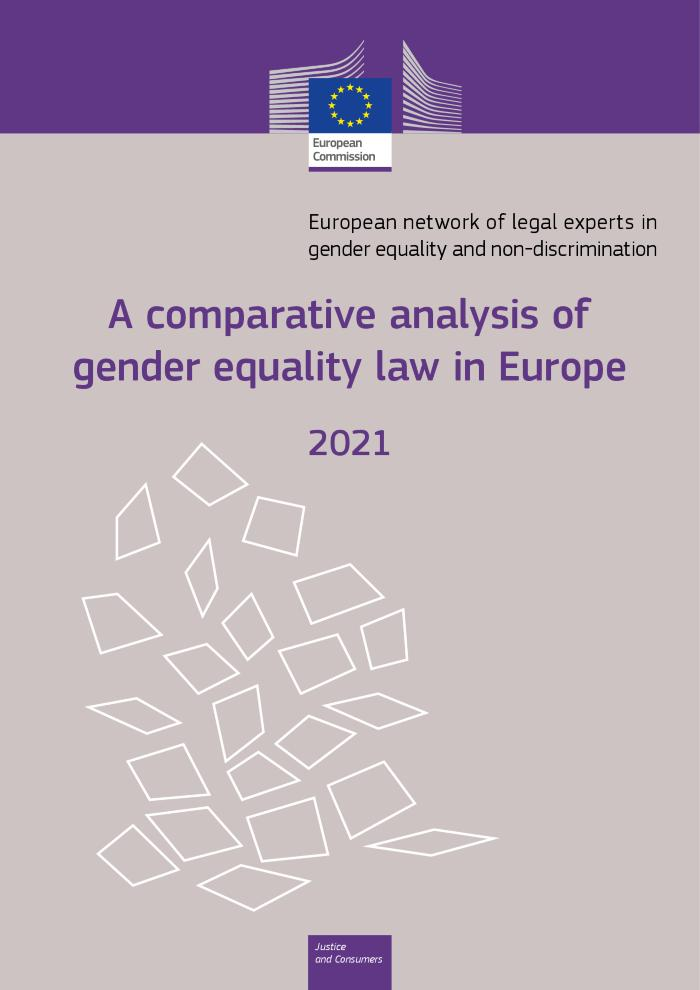 European
Commission
European network of legal experts in
gender equality and non-discrimination
A comparative analysis of
gender equality law in Europe
2021
Justice
and Consumers